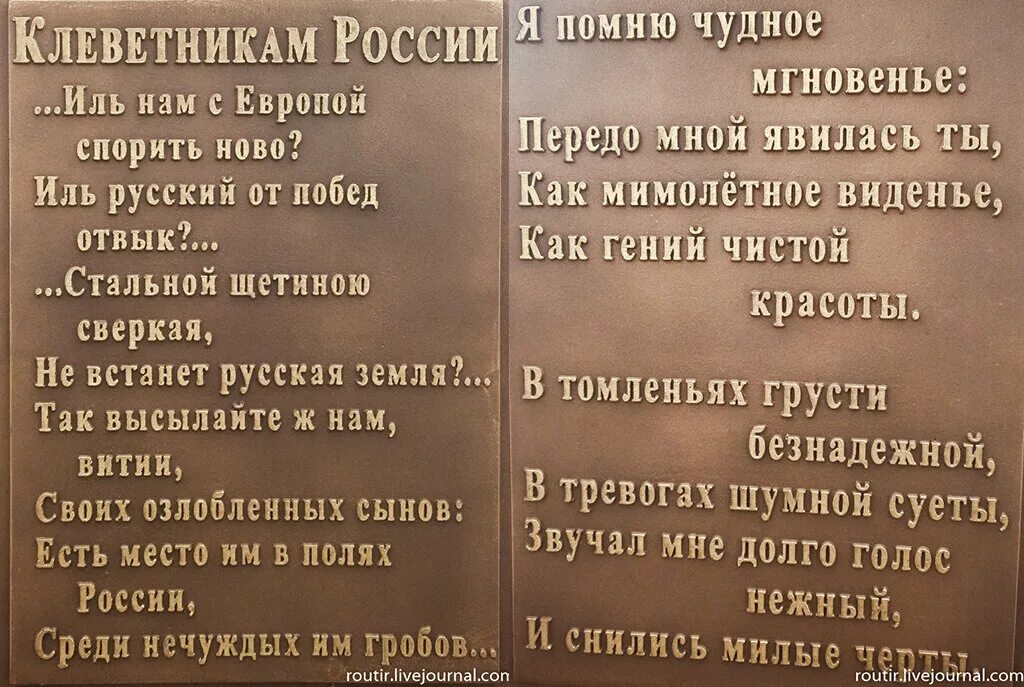 КЛЕВЕТНИКАМ РОССИИ
...Иль нам с Европой
спорить ново?
Иль русский от побед
отвык?...
...Стальной щетиною
сверкая,
Не встанет русская земля?...
Так высылайте ж нам,
витии,
Своих озлобленных сынов:
Есть место им в полях
России,
Среди нечуждых им гробов...
routir.livejournal.com
Я помню чудное
мгновенье:
Передо мной явилась ты,
Как мимолётное виденье,
Как гений чистой
красоты.
В томленьях грусти
безнадежной,
В тревогах шумной суеты,
Звучал мне долго голос
нежный,
И снились милые черты.
routir.livejournal.com